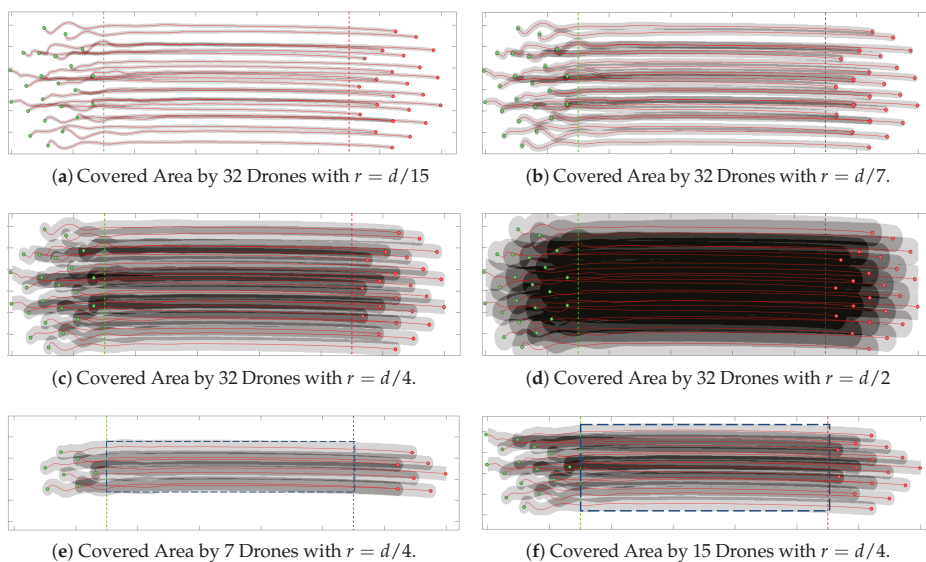 (a) Covered Area by 32 Drones with r = d/15
(b) Covered Area by 32 Drones with r = d/7.
(c) Covered Area by 32 Drones with r = d/4.
(d) Covered Area by 32 Drones with r = d/2
(e) Covered Area by 7 Drones with r = d/4.
(f) Covered Area by 15 Drones with r = d/4.